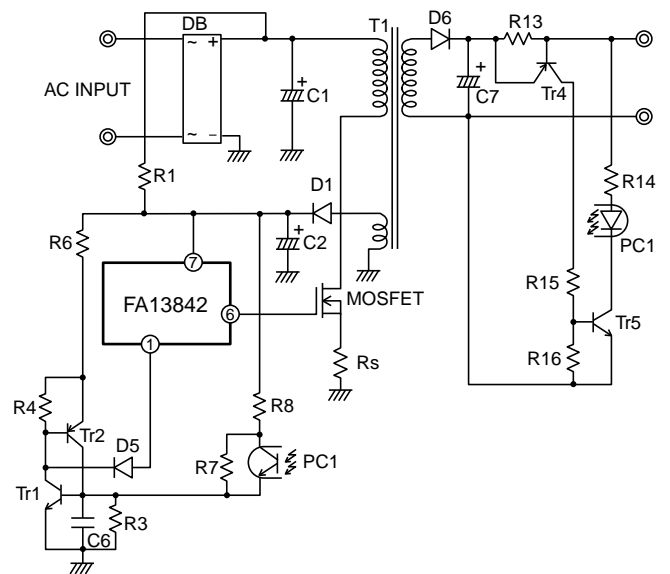 DB
T1
D6
R13
~ +
AC INPUT
+
C1
+
C7
Tr4
~ −
R1
D1
R14
R6
+
C2
PC1
7
FA13842
6
MOSFET
R15
Tr5
1
Rs
R16
R4
R8
Tr2
D5
R7
PC1
Tr1
C6
R3